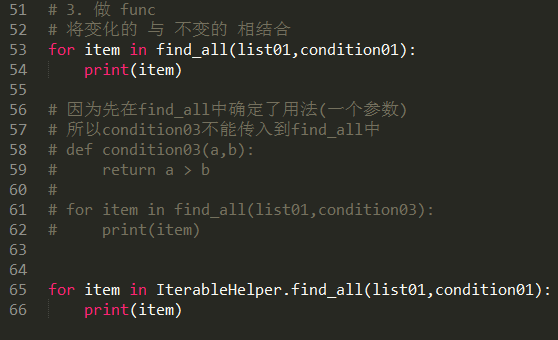 51 # 3. 做 func
52 # 将变化的 与 不变的 相结合
53 for item in find_all(list01,condition01):
54     print(item)
55
56 # 因为先在find_all中确定了用法(一个参数)
57 # 所以condition03不能传入到find_all中
58 # def condition03(a,b):
59 #     return a > b
60 #
61 # for item in find_all(list01,condition03):
62 #     print(item)
63
64
65 for item in IterableHelper.find_all(list01,condition01):
66     print(item)